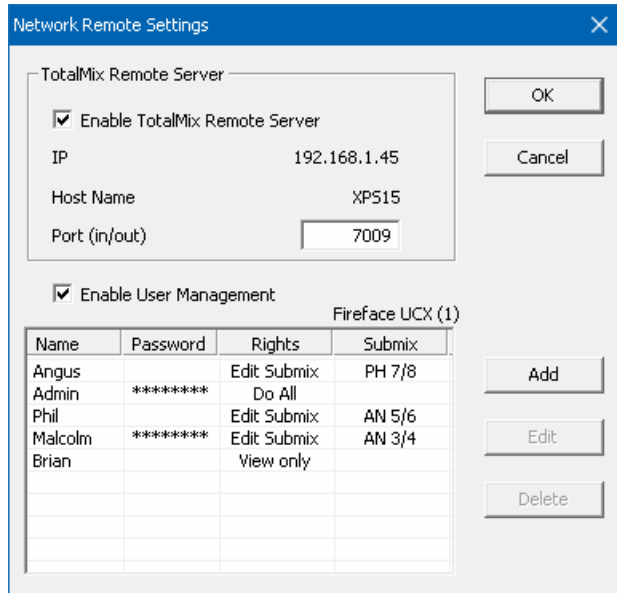 Network Remote Settings
TotalMix Remote Server
Enable TotalMix Remote Server
IP 192.168.1.45
Host Name XPS15
Port (in/out) 7009
OK
Cancel
Enable User Management
Fireface UCX (1)
Name Password Rights Submix
Angus Edit Submix PH 7/8
Admin ******** Do All
Phil Edit Submix AN 5/6
Malcolm ******** Edit Submix AN 3/4
Brian View only
Add
Edit
Delete